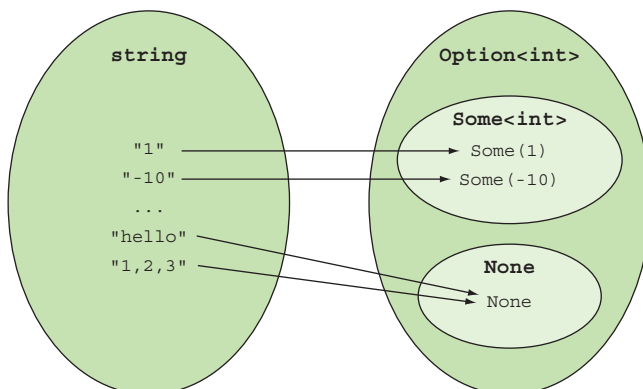 string
"1"
"-10"
...
"hello"
"1,2,3"
Option<int>
Some<int>
Some(1)
Some(-10)
None
None